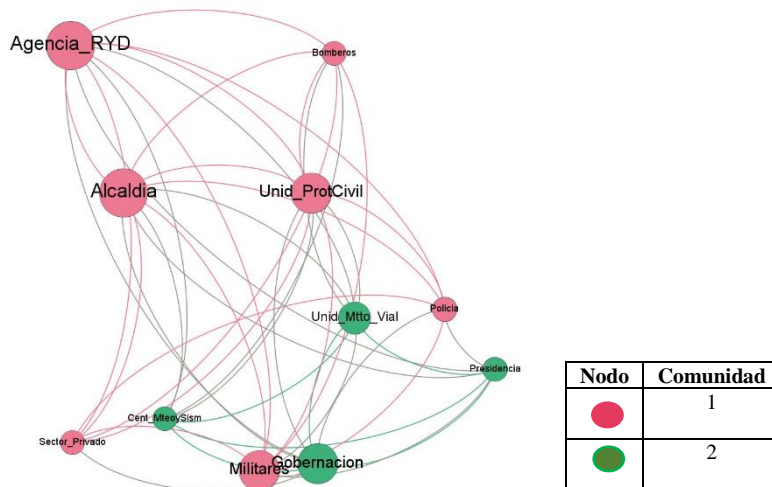 Agencia_RYD
Bomberos
Alcaldia
Unid_ProtCivil
Unid_Mtto_Vial
Policia
Presidencia
Cent_MteoySism
Sector_Privado
Militares
Gobernacion
Nodo Comunidad
1
2